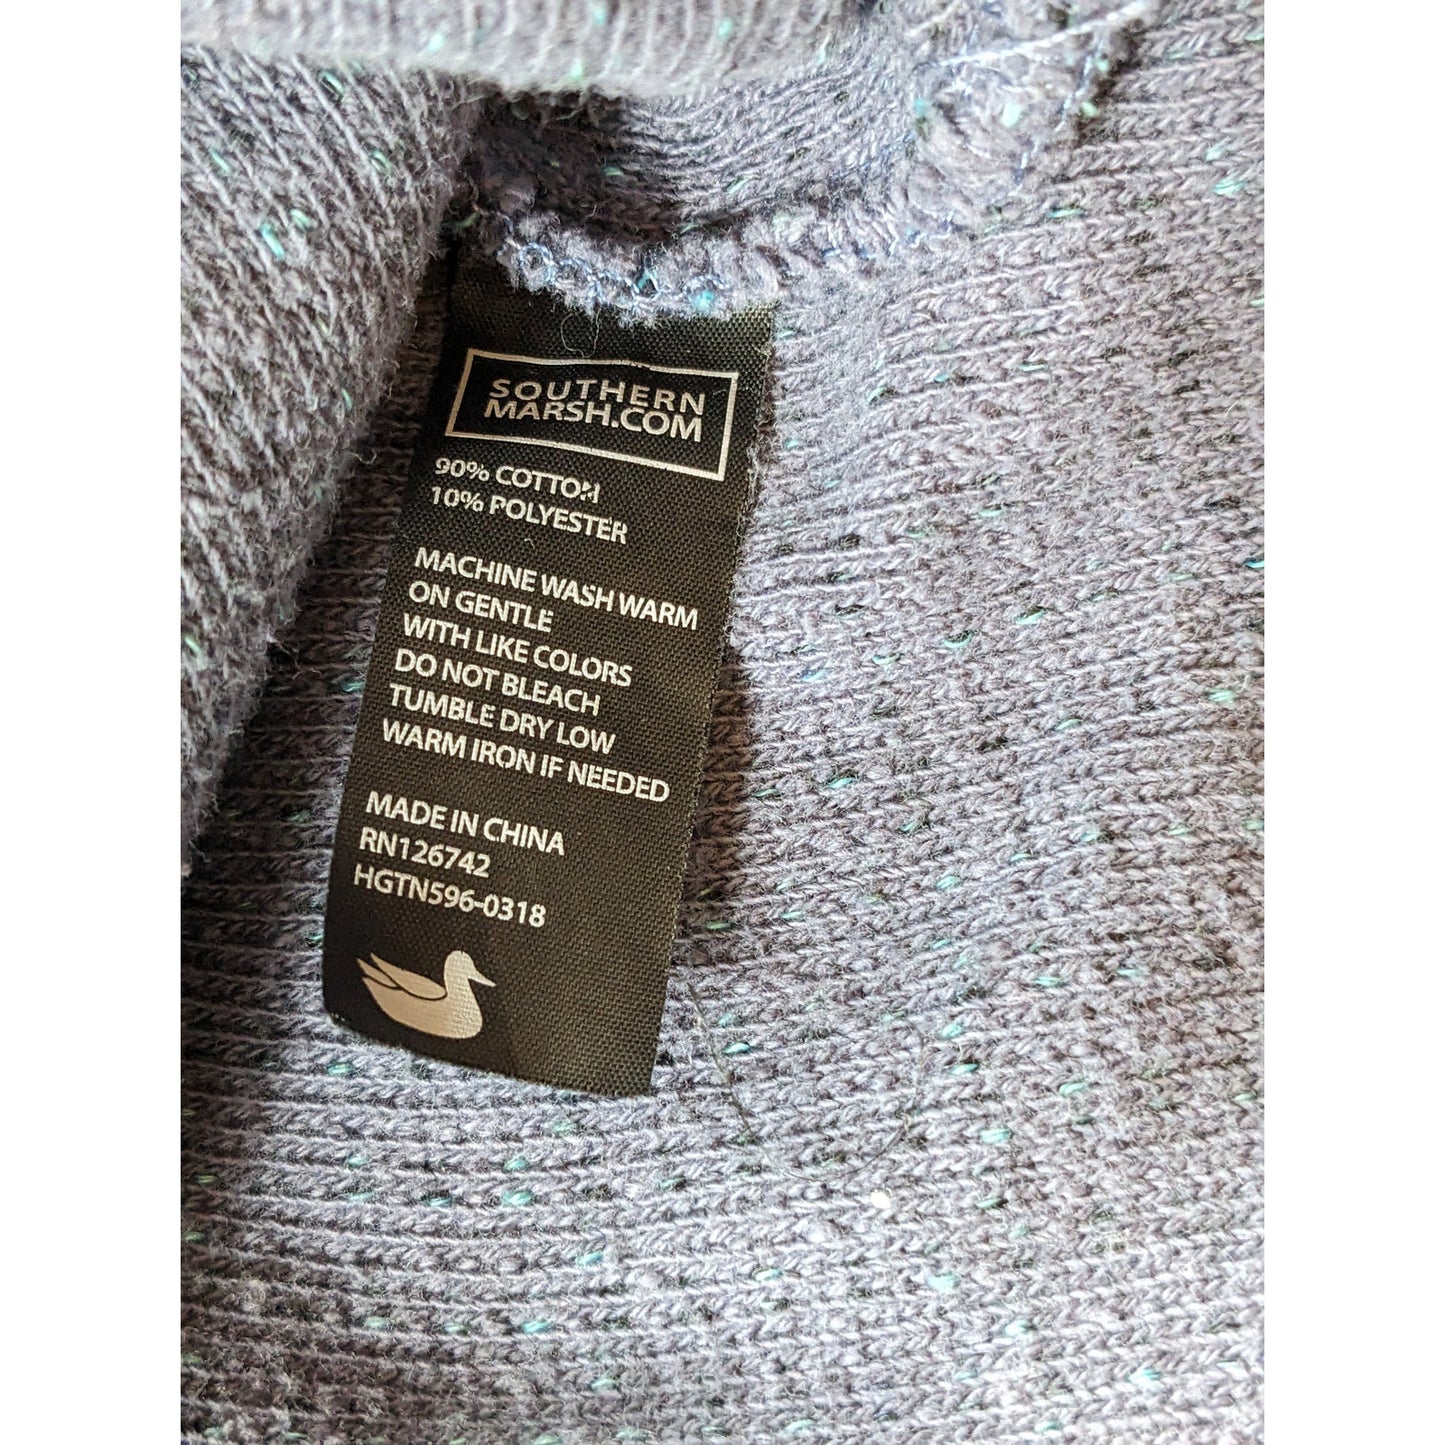 SOUTHERN
MARSH.COM
90% COTTON
10% POLYESTER
MACHINE WASH WARM
ON GENTLE
WITH LIKE COLORS
DO NOT BLEACH
TUMBLE DRY LOW
WARM IRON IF NEEDED
MADE IN CHINA
RN126742
HGTN596-0318